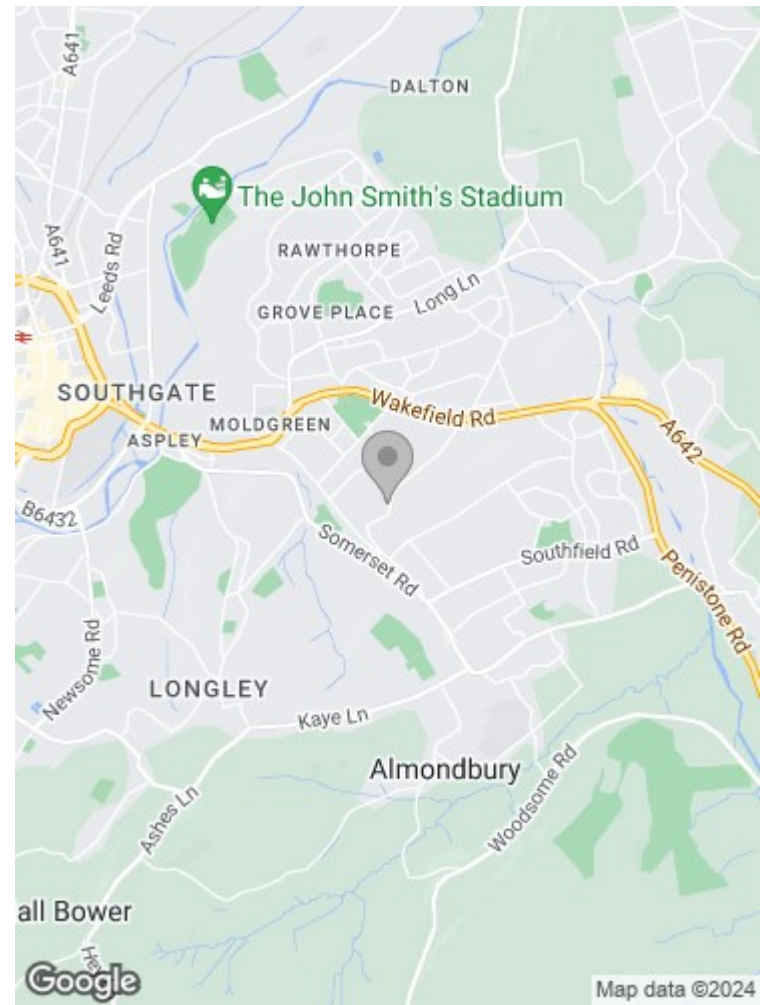 A641
DALTON
The John Smith's Stadium
A641
RAWTHORPE
Leeds Rd
Long Ln
GROVE PLACE
SOUTHGATE
Wakefield Rd
MOLDGREEN
A642
ASPLEY
B6432
Somerset Rd
Southfield Rd
Penistone Rd
Newsome Rd
LONGLEY
Kaye Ln
Almondbury
Woodsome Rd
Ashes Ln
all Bower
He
Google
Map data ©2024